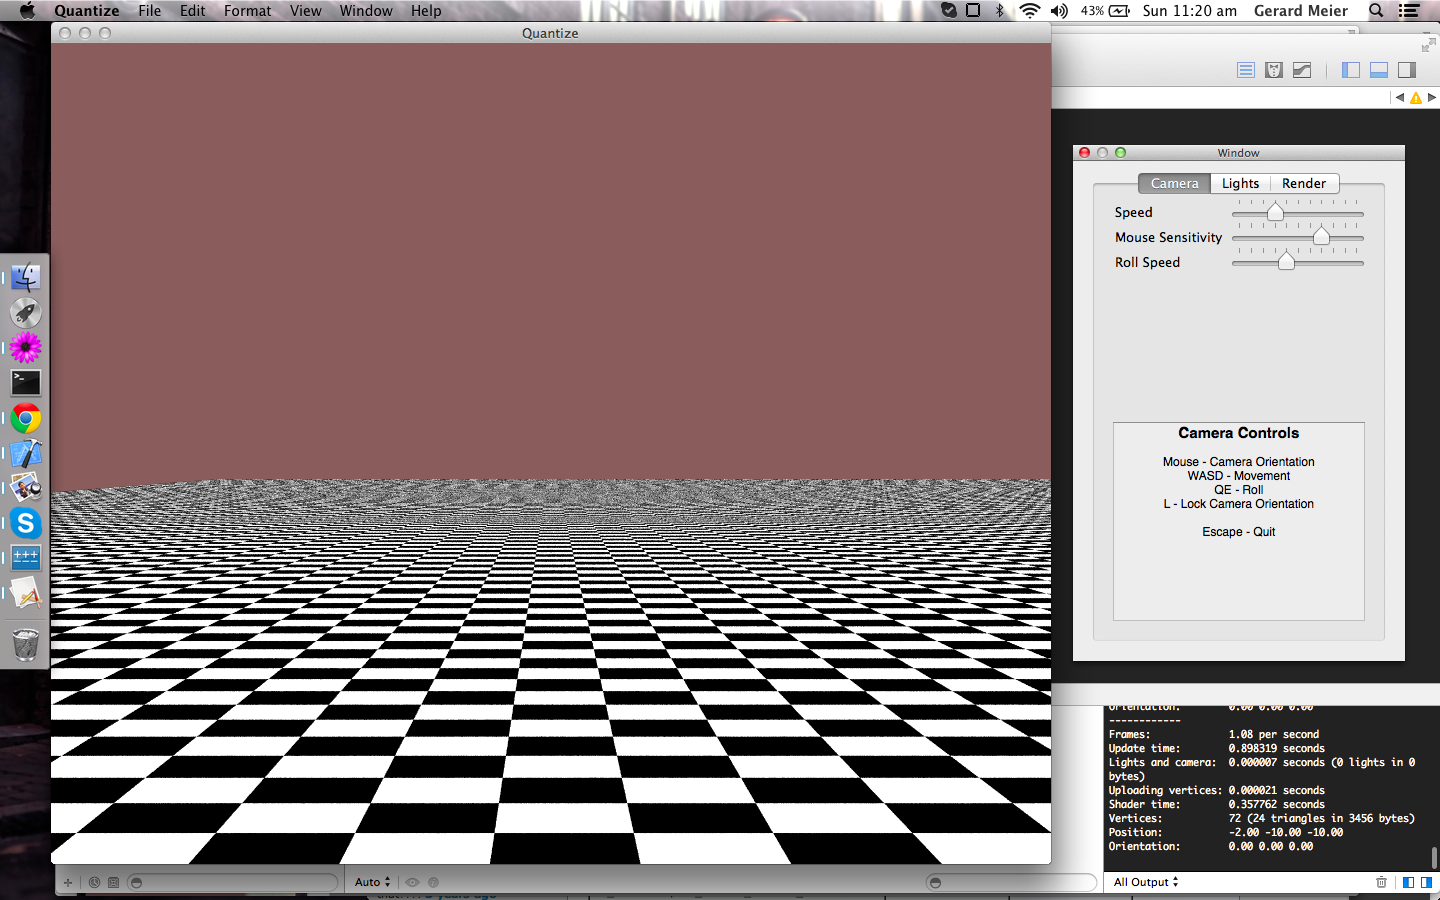 Quantize File Edit Format View Window Help 43% Sun 11:20 am Gerard Meier
Quantize
Window
Camera Lights Render
Speed
Mouse Sensitivity
Roll Speed
Camera Controls
Mouse - Camera Orientation
WASD - Movement
QE - Roll
L - Lock Camera Orientation
Escape - Quit
Orientation: 0.00 0.00 0.00
------------
Frames: 1.08 per second
Update time: 0.898319 seconds
Lights and camera: 0.000007 seconds (0 lights in 0
bytes)
Uploading vertices: 0.000021 seconds
Shader time: 0.357762 seconds
Vertices: 72 (24 triangles in 3456 bytes)
Position: -2.00 -10.00 -10.00
Orientation: 0.00 0.00 0.00
Auto
All Output